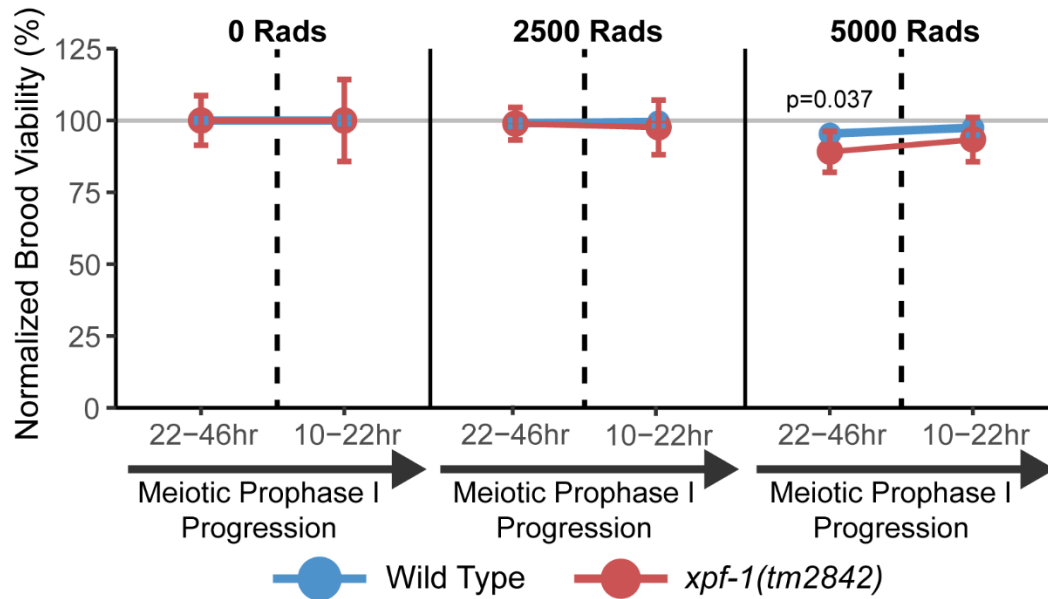 0 Rads 2500 Rads 5000 Rads
Normalized Brood Viability (%)
125
100
75
50
25
0
p=0.037
22–46hr 10–22hr 22–46hr 10–22hr 22–46hr 10–22hr
Meiotic Prophase I Meiotic Prophase I Meiotic Prophase I
Progression Progression Progression
Wild Type xpf-1(tm2842)